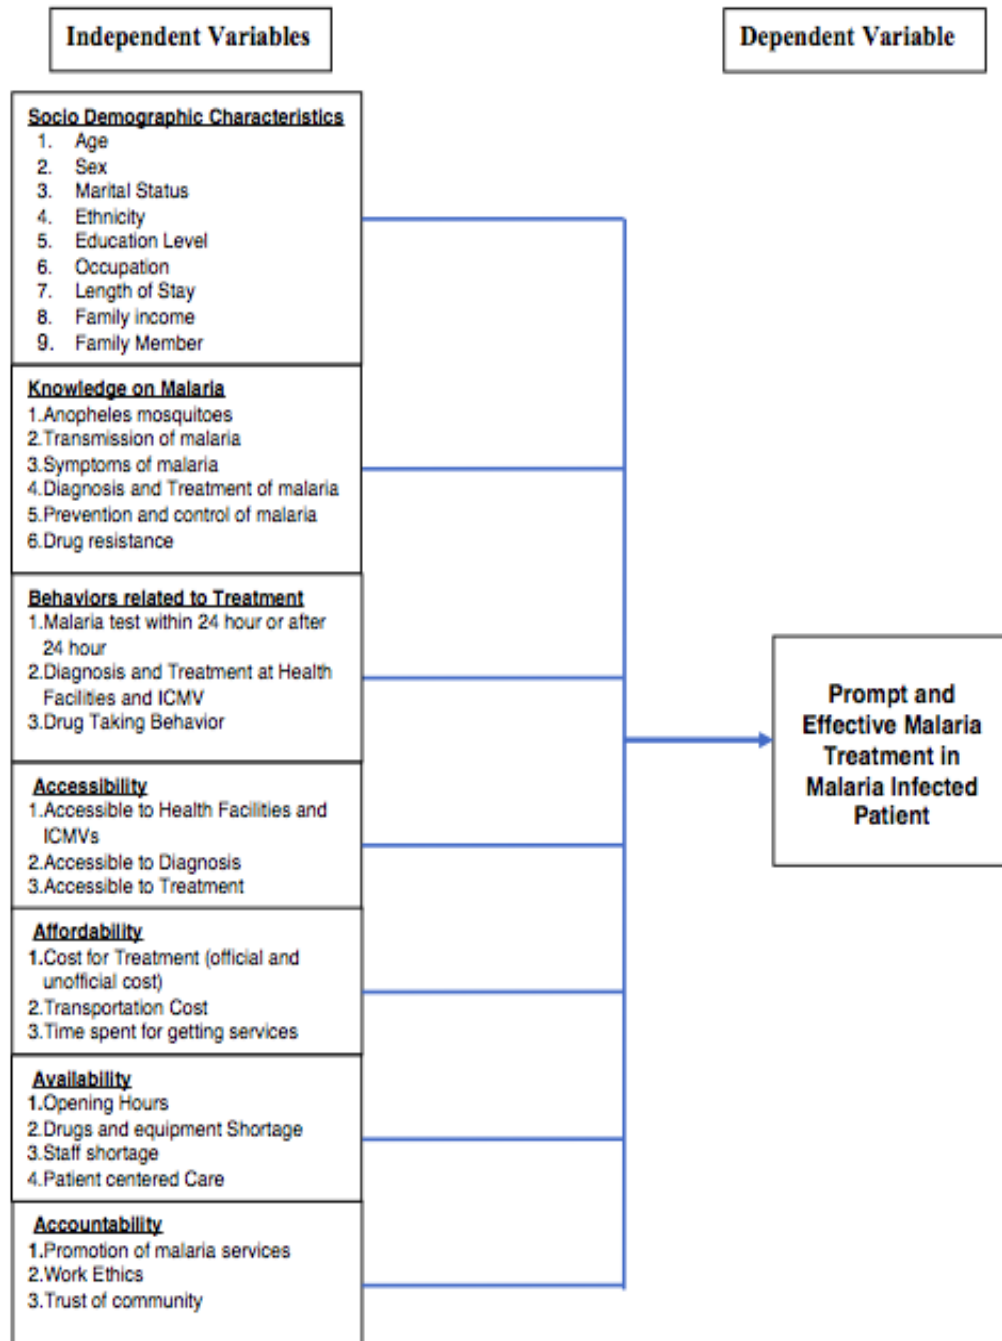 Independent Variables
Dependent Variable
Socio Demographic Characteristics
1. Age
2. Sex
3. Marital Status
4. Ethnicity
5. Education Level
6. Occupation
7. Length of Stay
8. Family income
9. Family Member
Knowledge on Malaria
1.Anopheles mosquitoes
2.Transmission of malaria
3.Symptoms of malaria
4.Diagnosis and Treatment of malaria
5.Prevention and control of malaria
6.Drug resistance
Behaviors related to Treatment
1.Malaria test within 24 hour or after
24 hour
2.Diagnosis and Treatment at Health
Facilities and ICMV
3.Drug Taking Behavior
Accessibility
1.Accessible to Health Facilities and
ICMVs
2.Accessible to Diagnosis
3.Accessible to Treatment
Affordability
1.Cost for Treatment (official and
unofficial cost)
2.Transportation Cost
3.Time spent for getting services
Availability
1.Opening Hours
2.Drugs and equipment Shortage
3.Staff shortage
4.Patient centered Care
Accountability
1.Promotion of malaria services
2.Work Ethics
3.Trust of community
Prompt and
Effective Malaria
Treatment in
Malaria Infected
Patient